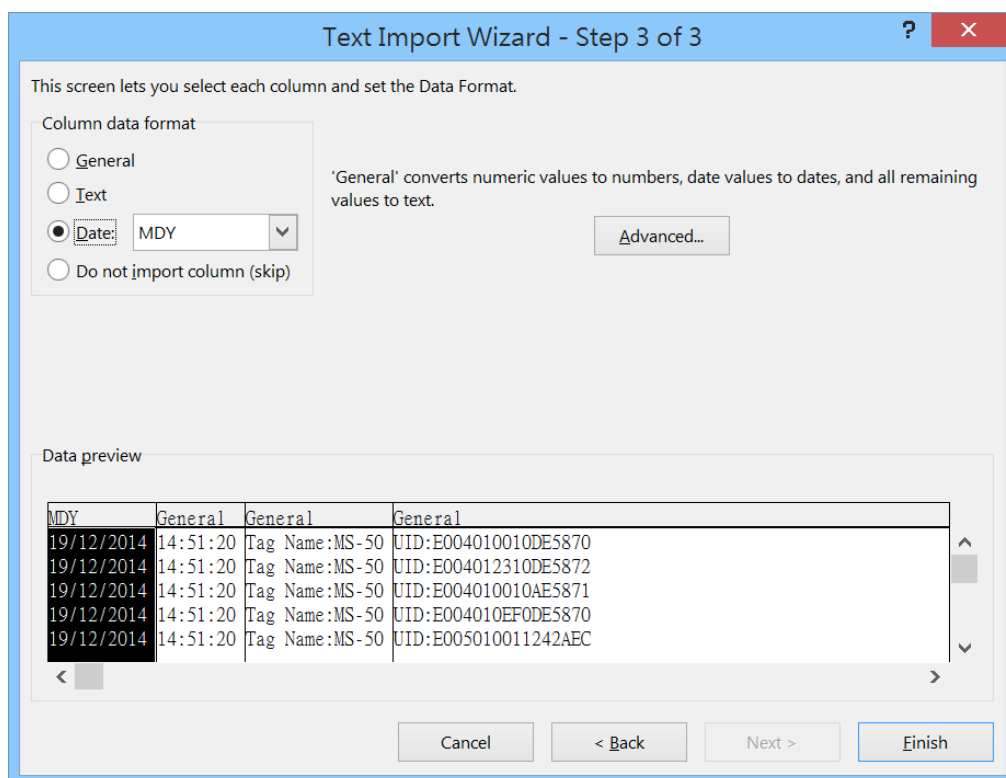 Text Import Wizard - Step 3 of 3 ?
This screen lets you select each column and set the Data Format.
Column data format
General
Text
Date: MDY
Do not import column (skip)
'General' converts numeric values to numbers, date values to dates, and all remaining
values to text.
Advanced...
Data preview
MDY General General General
19/12/2014 14:51:20 Tag Name:MS-50 UID:E004010010DE5870
19/12/2014 14:51:20 Tag Name:MS-50 UID:E004012310DE5872
19/12/2014 14:51:20 Tag Name:MS-50 UID:E004010010AE5871
19/12/2014 14:51:20 Tag Name:MS-50 UID:E004010EF0DE5870
19/12/2014 14:51:20 Tag Name:MS-50 UID:E005010011242AEC
Cancel < Back Next > Finish